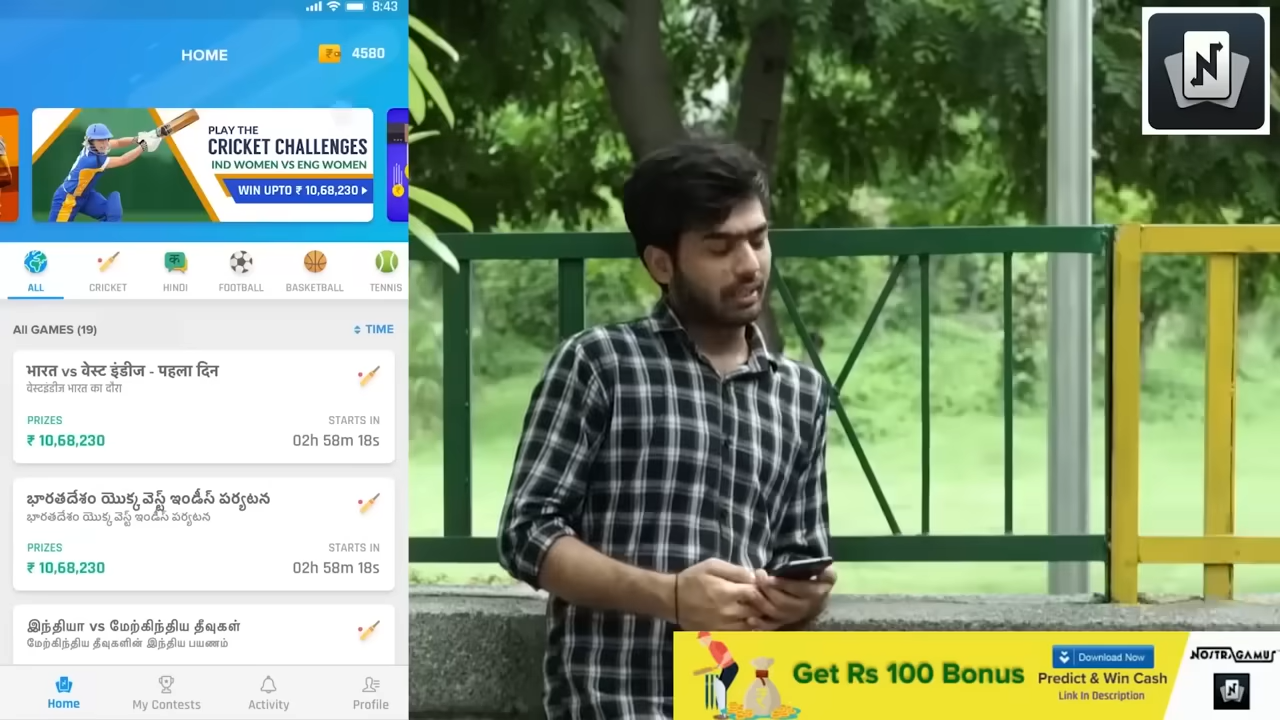 8:43
HOME
4580
PLAY THE
CRICKET CHALLENGES
IND WOMEN VS ENG WOMEN
WIN UPTO ₹ 10,68,230
ALL
CRICKET
HINDI
FOOTBALL
BASKETBALL
TENNIS
All GAMES (19)
TIME
भारत vs वेस्ट इंडीज - पहला दिन
वेस्टइंडीज भारत का दौरा
PRIZES
STARTS IN
₹ 10,68,230
02h 58m 18s
భారతదేశం యొక్క వెస్ట్ ఇండీస్ పర్యటన
భారతదేశం యొక్క వెస్ట్ ఇండీస్ పర్యటన
PRIZES
STARTS IN
₹ 10,68,230
02h 58m 18s
இந்தியா vs மேற்கிந்திய தீவுகள்
மேற்கிந்திய தீவுகளின் இந்திய பயணம்
Home
My Contests
Activity
Profile
N
Get Rs 100 Bonus
Download Now
Predict & Win Cash
Link In Description
NOSTRAGAMUS
N